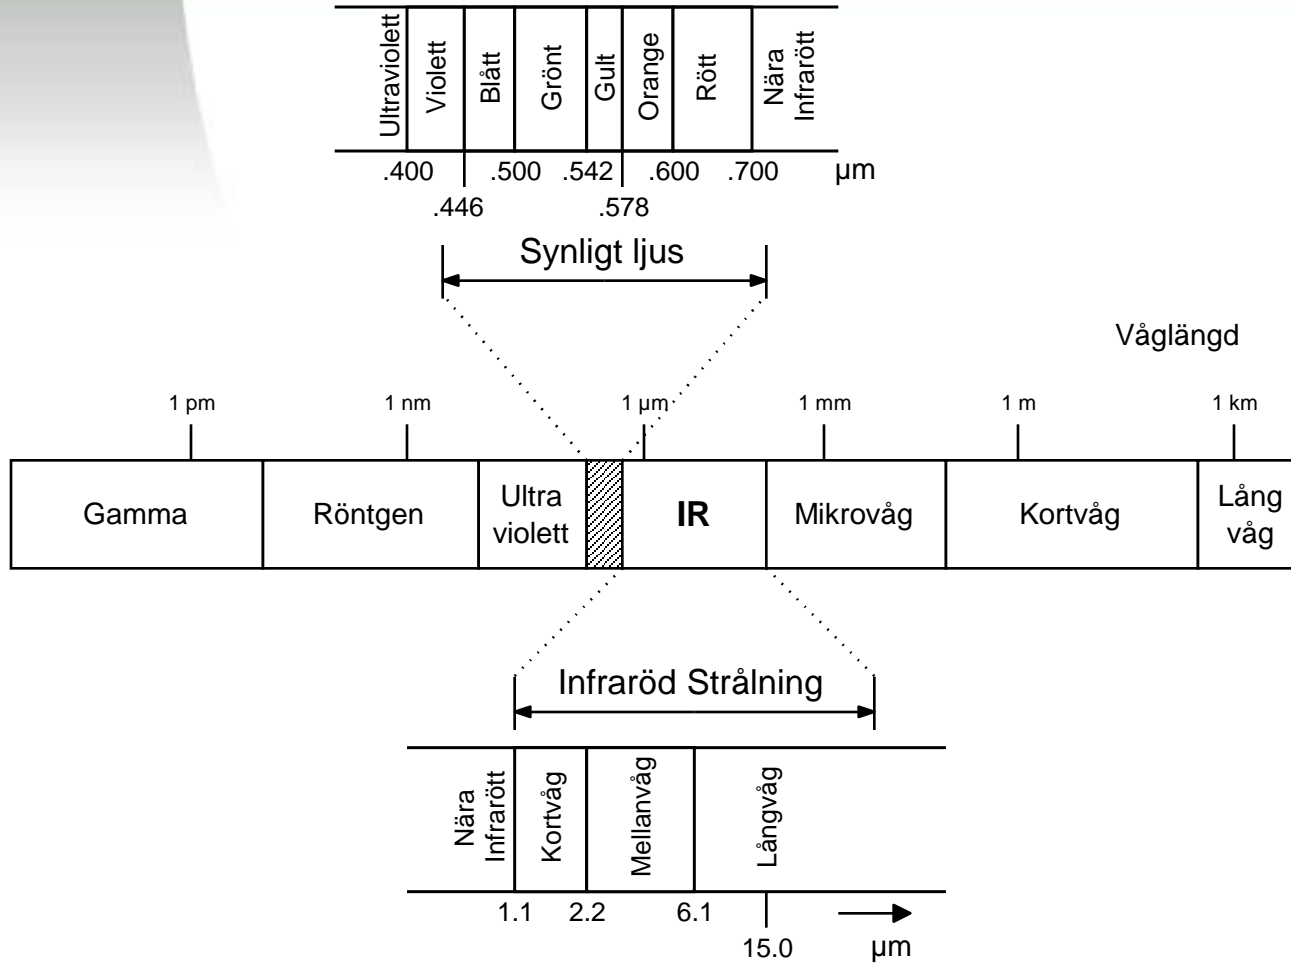 Ultraviolett Violett Blått Grönt Gult Orange Rött Nära
Infrarött
.400 .500 .542 .600 .700 µm
.446 .578
Synligt ljus
Våglängd
1 pm 1 nm 1 µm 1 mm 1 m 1 km
Gamma Röntgen Ultra
violett IR Mikrovåg Kortvåg Lång
våg
Infraröd Strålning
Nära
Infrarött Kortvåg Mellanvåg Långvåg
1.1 2.2 6.1
15.0 µm